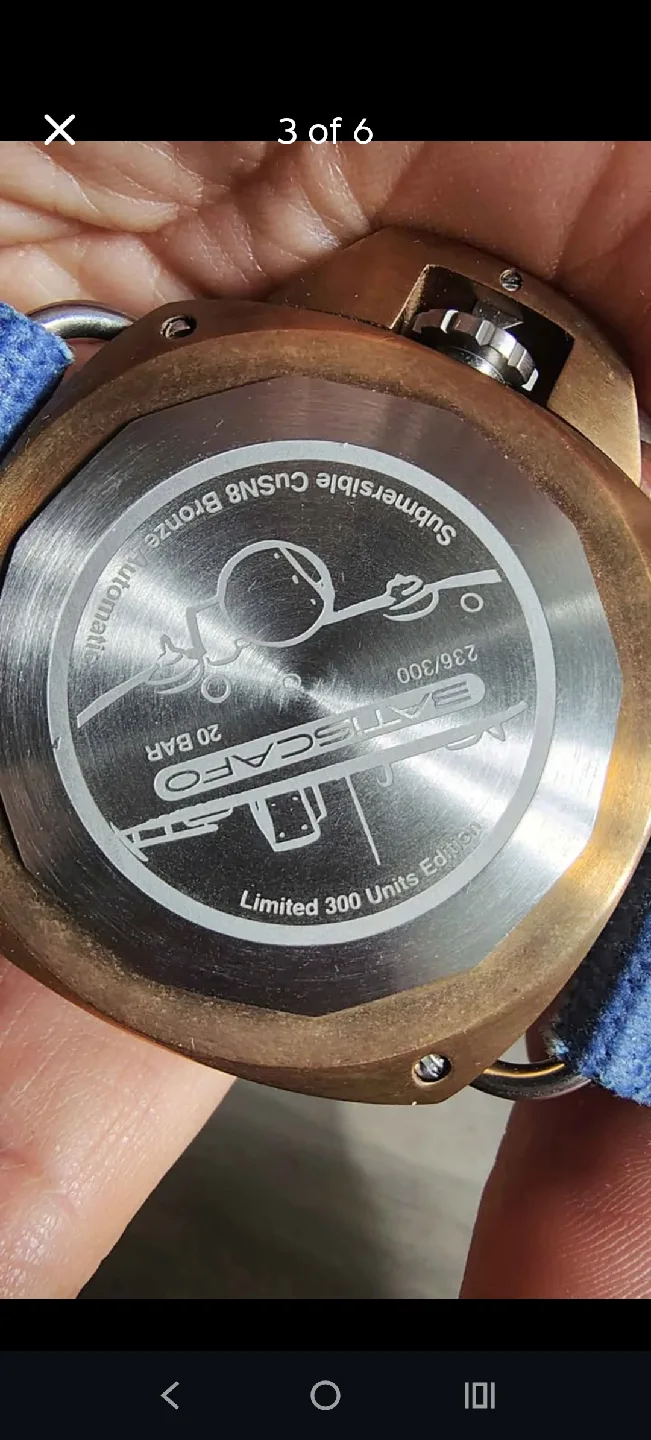 3 of 6
Submersible CuSN8 Bronze Automatic
236/300
BATISCAFO
20 BAR
Limited 300 Units Edition